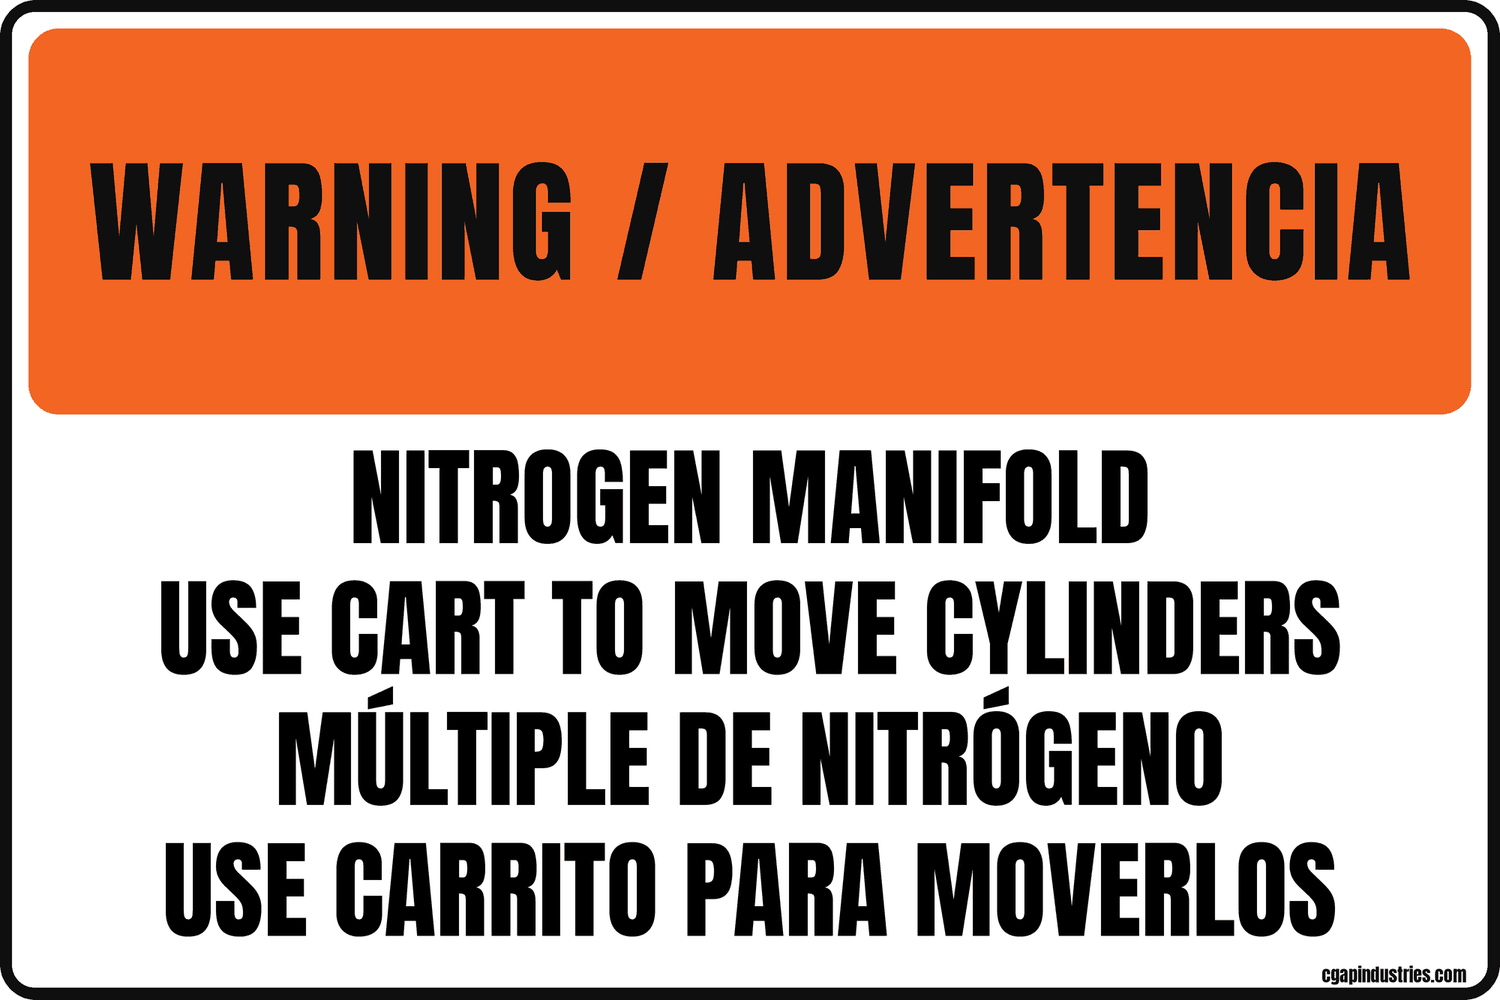 WARNING / ADVERTENCIA
NITROGEN MANIFOLD
USE CART TO MOVE CYLINDERS
MÚLTIPLE DE NITRÓGENO
USE CARRITO PARA MOVERLOS
cgapindustries.com